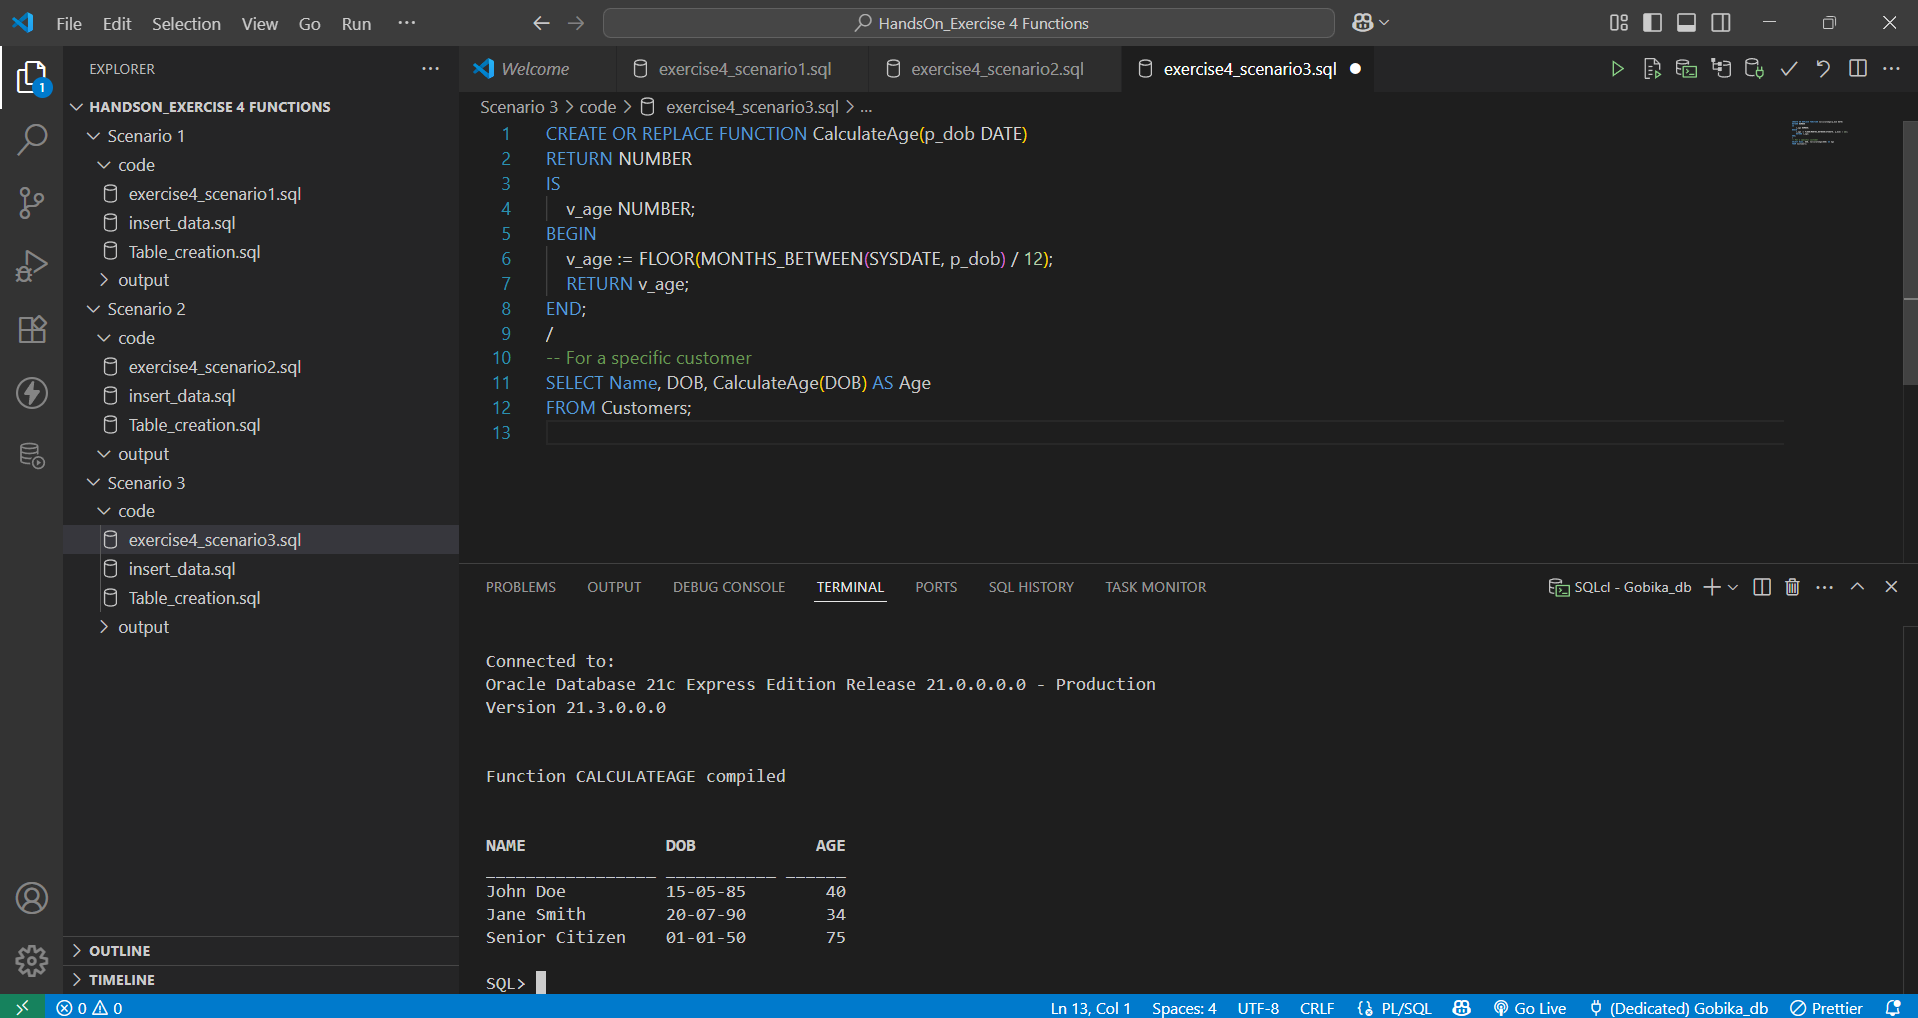 File Edit Selection View Go Run ···
HandsOn_Exercise 4 Functions
EXPLORER
1
HANDSON_EXERCISE 4 FUNCTIONS
Scenario 1
code
exercise4_scenario1.sql
insert_data.sql
Table_creation.sql
output
Scenario 2
code
exercise4_scenario2.sql
insert_data.sql
Table_creation.sql
output
Scenario 3
code
exercise4_scenario3.sql
insert_data.sql
Table_creation.sql
output
OUTLINE
TIMELINE
Welcome exercise4_scenario1.sql exercise4_scenario2.sql exercise4_scenario3.sql
Scenario 3 > code > exercise4_scenario3.sql > ...
1 CREATE OR REPLACE FUNCTION CalculateAge(p_dob DATE)
2 RETURN NUMBER
3 IS
4 v_age NUMBER;
5 BEGIN
6 v_age := FLOOR(MONTHS_BETWEEN(SYSDATE, p_dob) / 12);
7 RETURN v_age;
8 END;
9 /
10 -- For a specific customer
11 SELECT Name, DOB, CalculateAge(DOB) AS Age
12 FROM Customers;
13
PROBLEMS OUTPUT DEBUG CONSOLE TERMINAL PORTS SQL HISTORY TASK MONITOR
SQLcl - Gobika_db
Connected to:
Oracle Database 21c Express Edition Release 21.0.0.0.0 - Production
Version 21.3.0.0.0
Function CALCULATEAGE compiled
NAME DOB AGE
_________________ ___________ ______
John Doe 15-05-85 40
Jane Smith 20-07-90 34
Senior Citizen 01-01-50 75
SQL>
0 0 Ln 13, Col 1 Spaces: 4 UTF-8 CRLF PL/SQL Go Live (Dedicated) Gobika_db Prettier